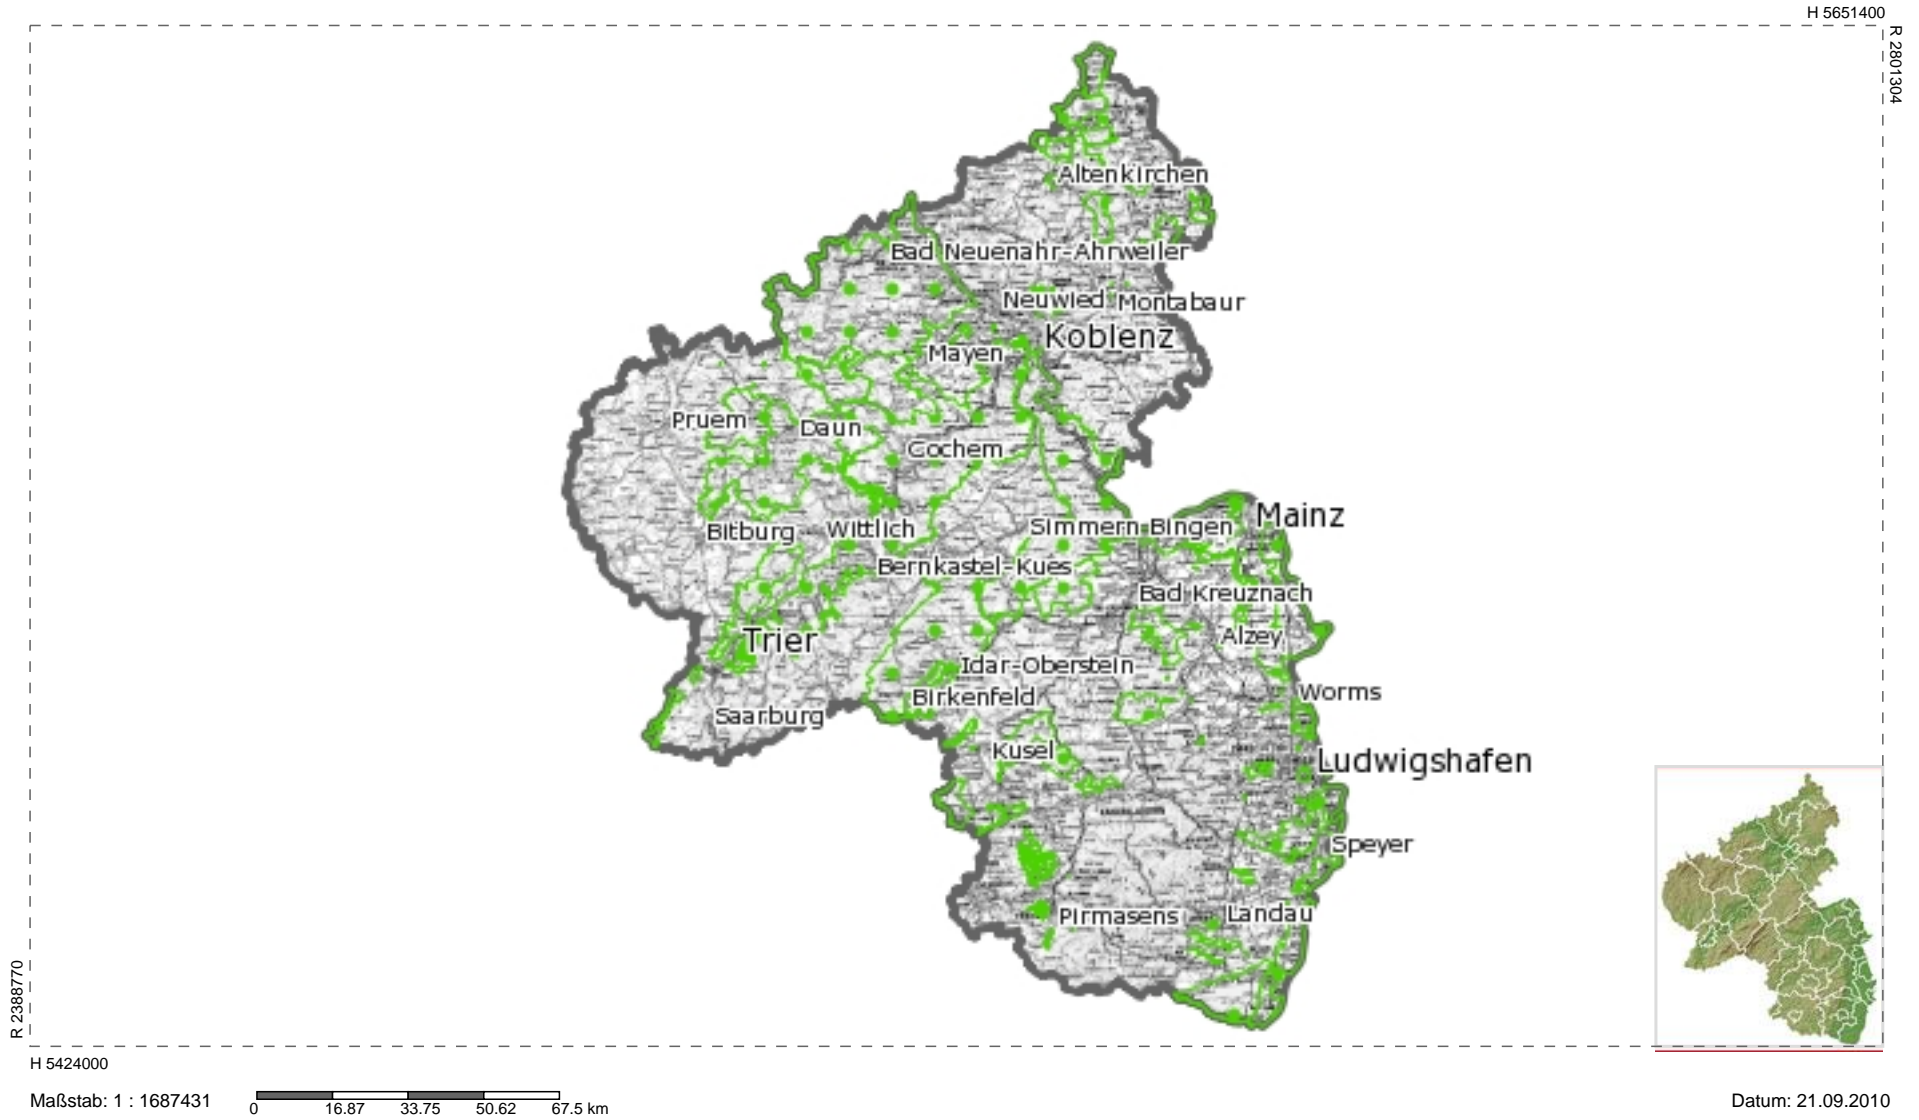 H 5651400
R 2801304
Altenkirchen
Bad Neuenahr-Ahrweiler
Neuwied
Montabaur
Koblenz
Mayen
Pruem
Daun
Cochem
Mainz
Simmern
Bingen
Bitburg
Wittlich
Bernkastel-Kues
Bad Kreuznach
Alzey
Trier
Idar-Oberstein
Birkenfeld
Worms
Saarburg
Kusel
Ludwigshafen
Speyer
Pirmasens
Landau
R 2388770
H 5424000
Maßstab: 1 : 1687431
0 16.87 33.75 50.62 67.5 km
Datum: 21.09.2010